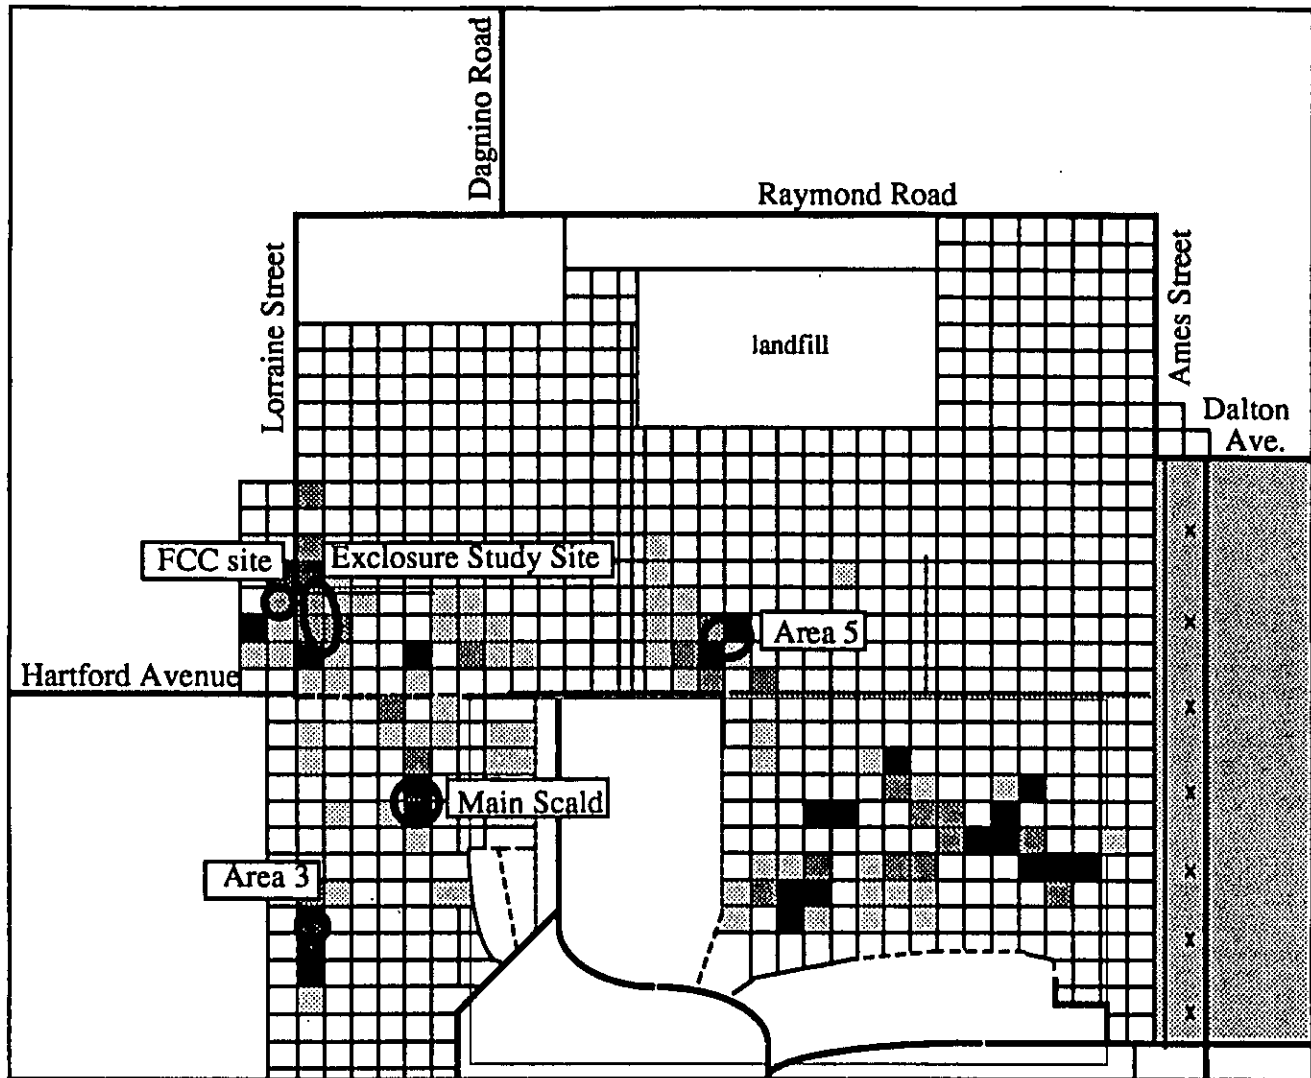 Dagnino Road
Raymond Road
Lorraine Street
Ames Street
landfill
Dalton
Ave.
FCC site
Exclosure Study Site
Area 5
Hartford Avenue
Main Scald
Area 3
x
x
x
x
x
x
x